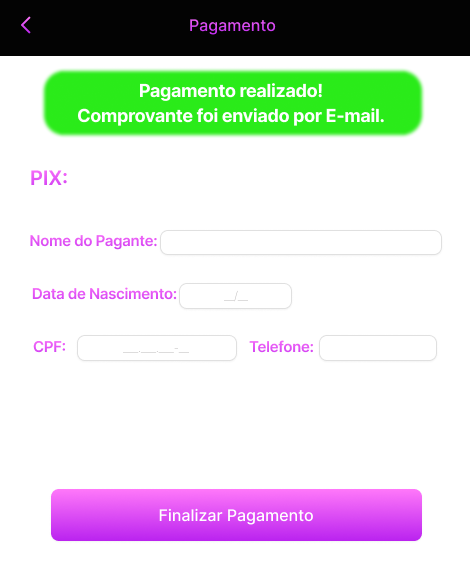 Pagamento
Pagamento realizado!
Comprovante foi enviado por E-mail.
PIX:
Nome do Pagante:
Data de Nascimento: __/__
CPF: ___.___.___-__ Telefone:
Finalizar Pagamento